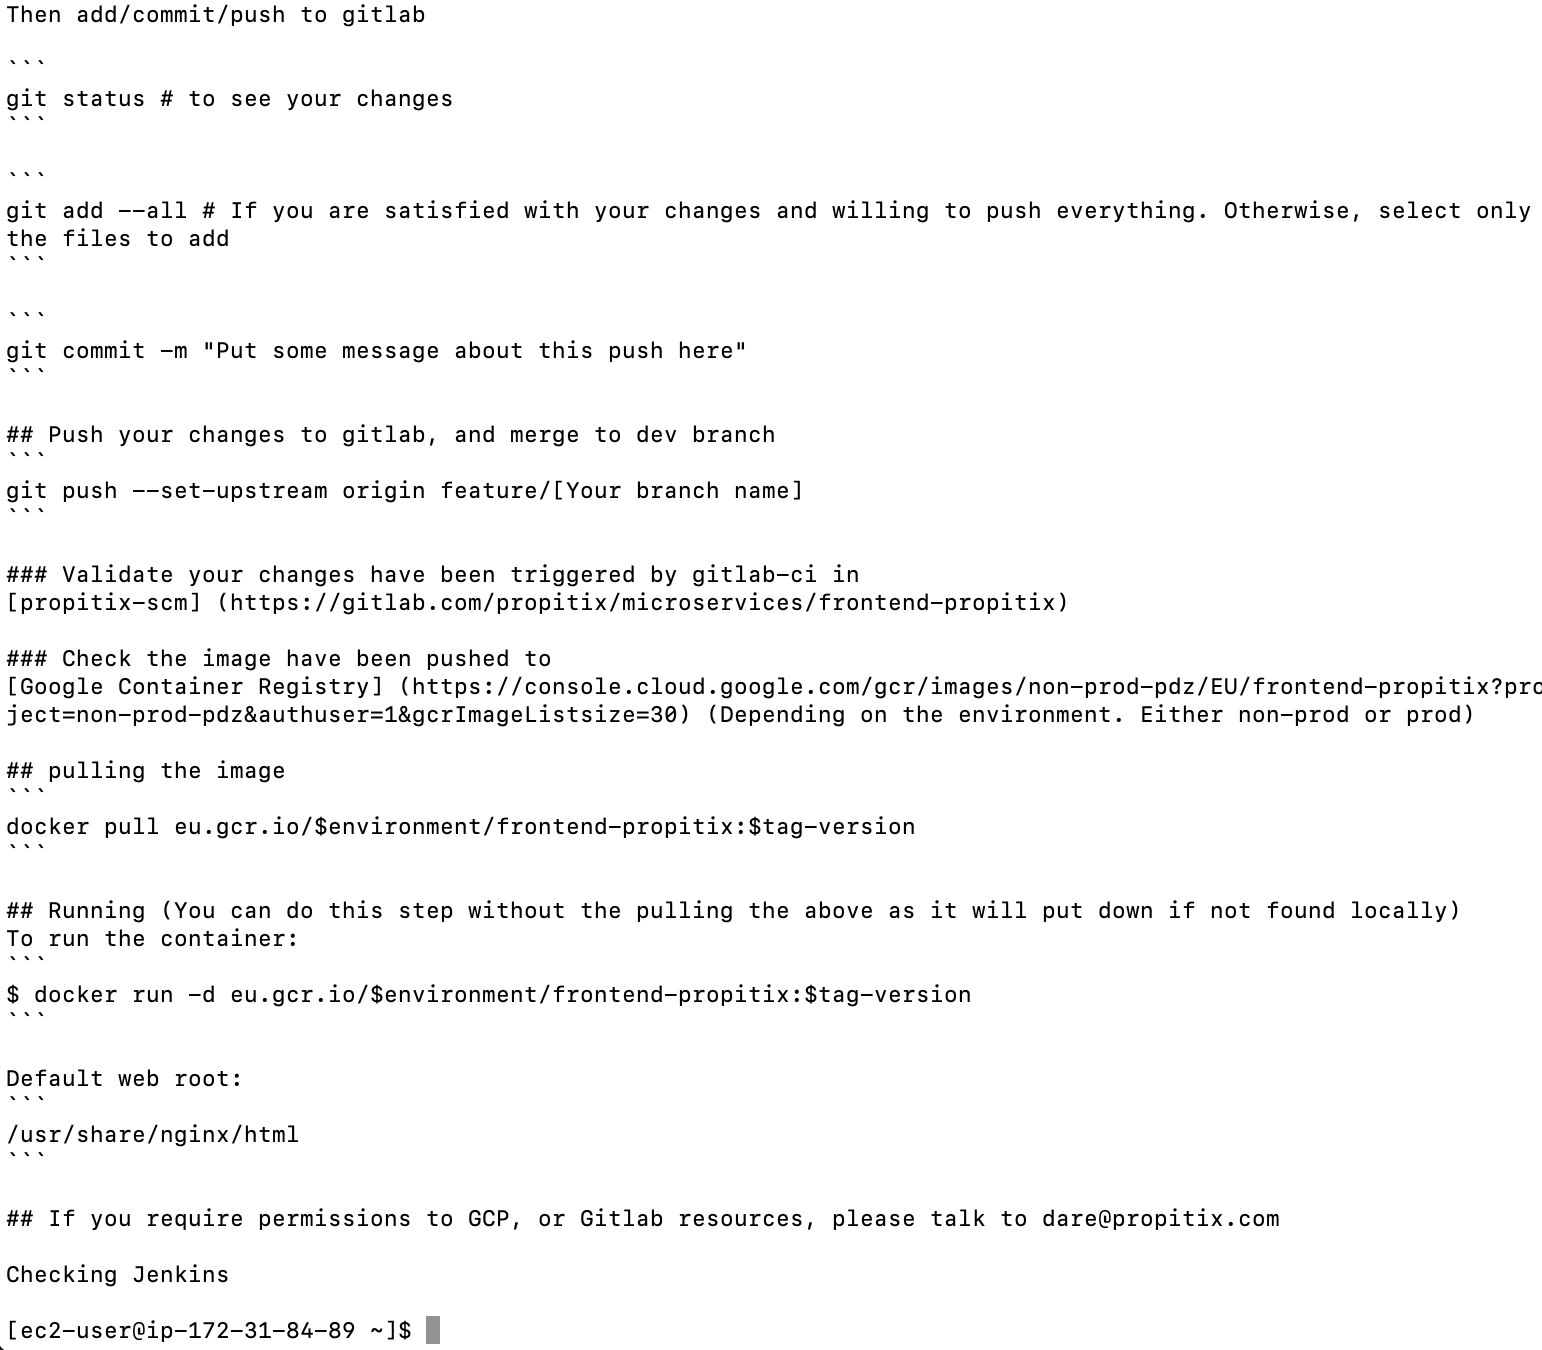 Then add/commit/push to gitlab
```
git status # to see your changes
```
```
git add --all # If you are satisfied with your changes and willing to push everything. Otherwise, select only
the files to add
```
```
git commit -m "Put some message about this push here"
```
## Push your changes to gitlab, and merge to dev branch
```
git push --set-upstream origin feature/[Your branch name]
```
### Validate your changes have been triggered by gitlab-ci in
[propitix-scm] (https://gitlab.com/propitix/microservices/frontend-propitix)
### Check the image have been pushed to
[Google Container Registry] (https://console.cloud.google.com/gcr/images/non-prod-pdz/EU/frontend-propitix?pro
ject=non-prod-pdz&authuser=1&gcrImageListsize=30) (Depending on the environment. Either non-prod or prod)
## pulling the image
```
docker pull eu.gcr.io/$environment/frontend-propitix:$tag-version
```
## Running (You can do this step without the pulling the above as it will put down if not found locally)
To run the container:
```
$ docker run -d eu.gcr.io/$environment/frontend-propitix:$tag-version
```
Default web root:
```
/usr/share/nginx/html
```
## If you require permissions to GCP, or Gitlab resources, please talk to dare@propitix.com
Checking Jenkins
[ec2-user@ip-172-31-84-89 ~]$